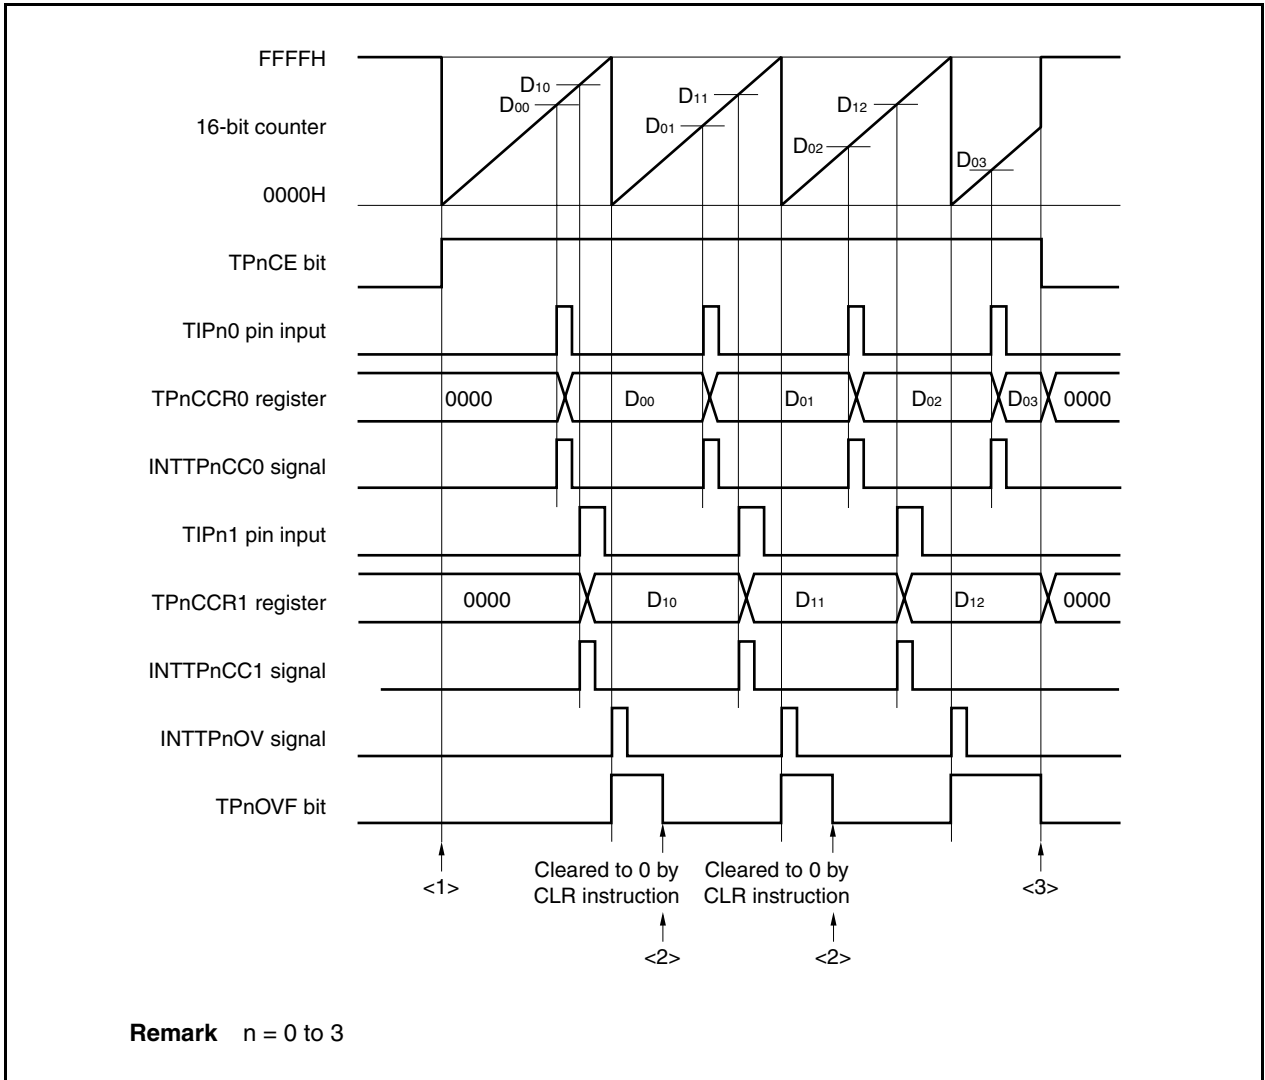 FFFFH
D10
D00
D11
D01
D12
D02
D03
16-bit counter
0000H
TPnCE bit
TIPn0 pin input
TPnCCR0 register
0000
D00
D01
D02
D03
0000
INTTPnCC0 signal
TIPn1 pin input
TPnCCR1 register
0000
D10
D11
D12
0000
INTTPnCC1 signal
INTTPnOV signal
TPnOVF bit
<1>
Cleared to 0 by
CLR instruction
<2>
Cleared to 0 by
CLR instruction
<2>
<3>
Remark n = 0 to 3